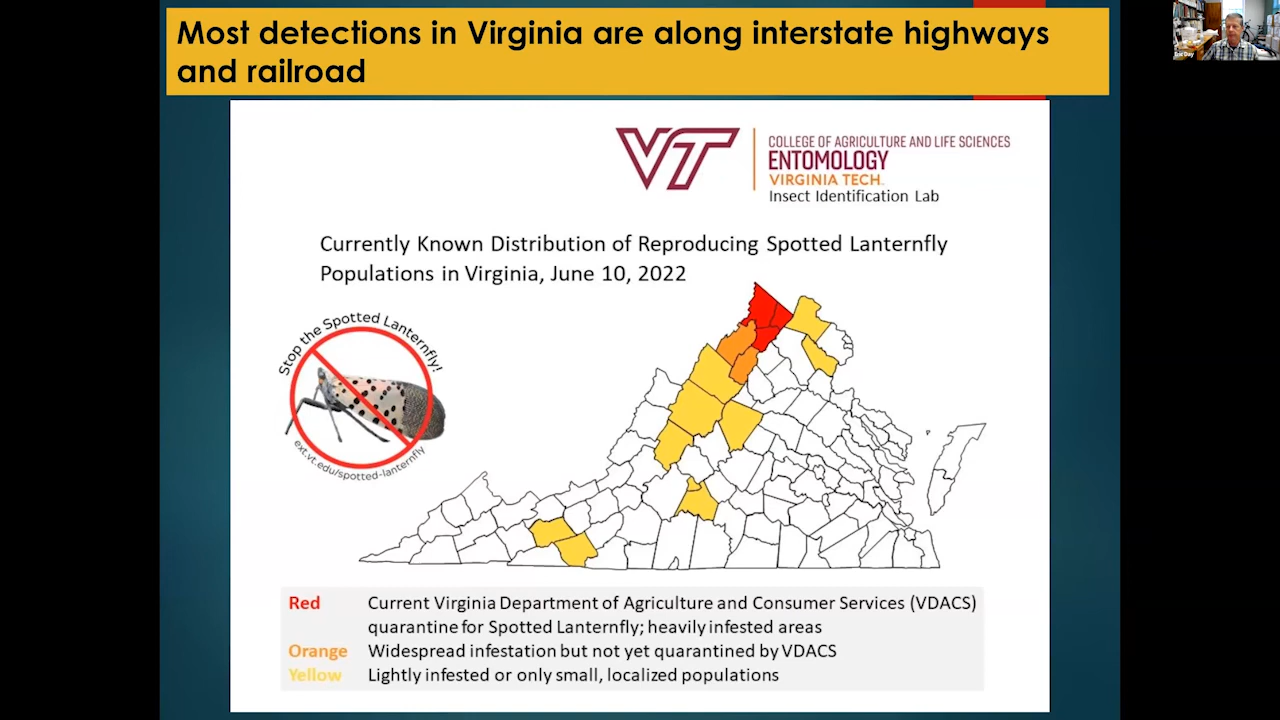 Most detections in Virginia are along interstate highways
and railroad
Eric Day
VT
COLLEGE OF AGRICULTURE AND LIFE SCIENCES
ENTOMOLOGY
VIRGINIA TECH.
Insect Identification Lab
Currently Known Distribution of Reproducing Spotted Lanternfly
Populations in Virginia, June 10, 2022
Stop the Spotted Lanternfly!
ext.vt.edu/spotted-lanternfly
Red Current Virginia Department of Agriculture and Consumer Services (VDACS)
quarantine for Spotted Lanternfly; heavily infested areas
Orange Widespread infestation but not yet quarantined by VDACS
Yellow Lightly infested or only small, localized populations